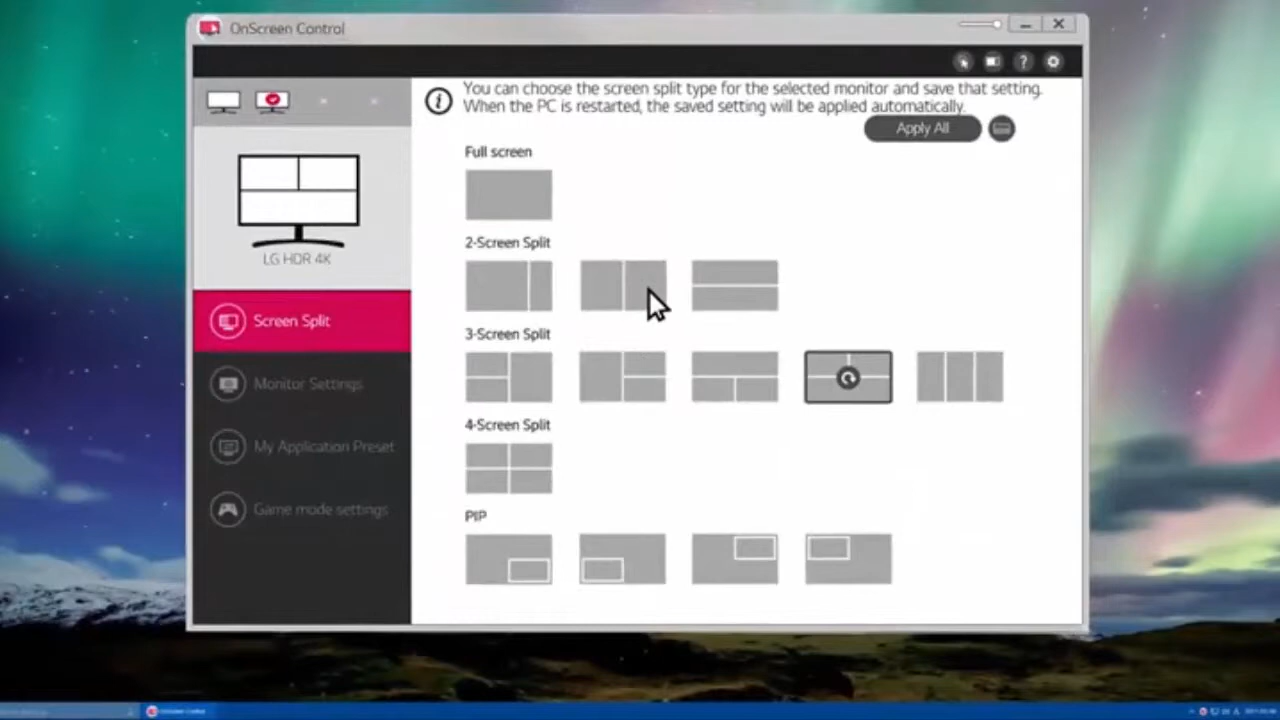 OnScreen Control
You can choose the screen split type for the selected monitor and save that setting.
When the PC is restarted, the saved setting will be applied automatically.
Apply All
LG HDR 4K
Screen Split
Monitor Settings
My Application Preset
Game mode settings
Full screen
2-Screen Split
3-Screen Split
4-Screen Split
PIP
OnScreen Control